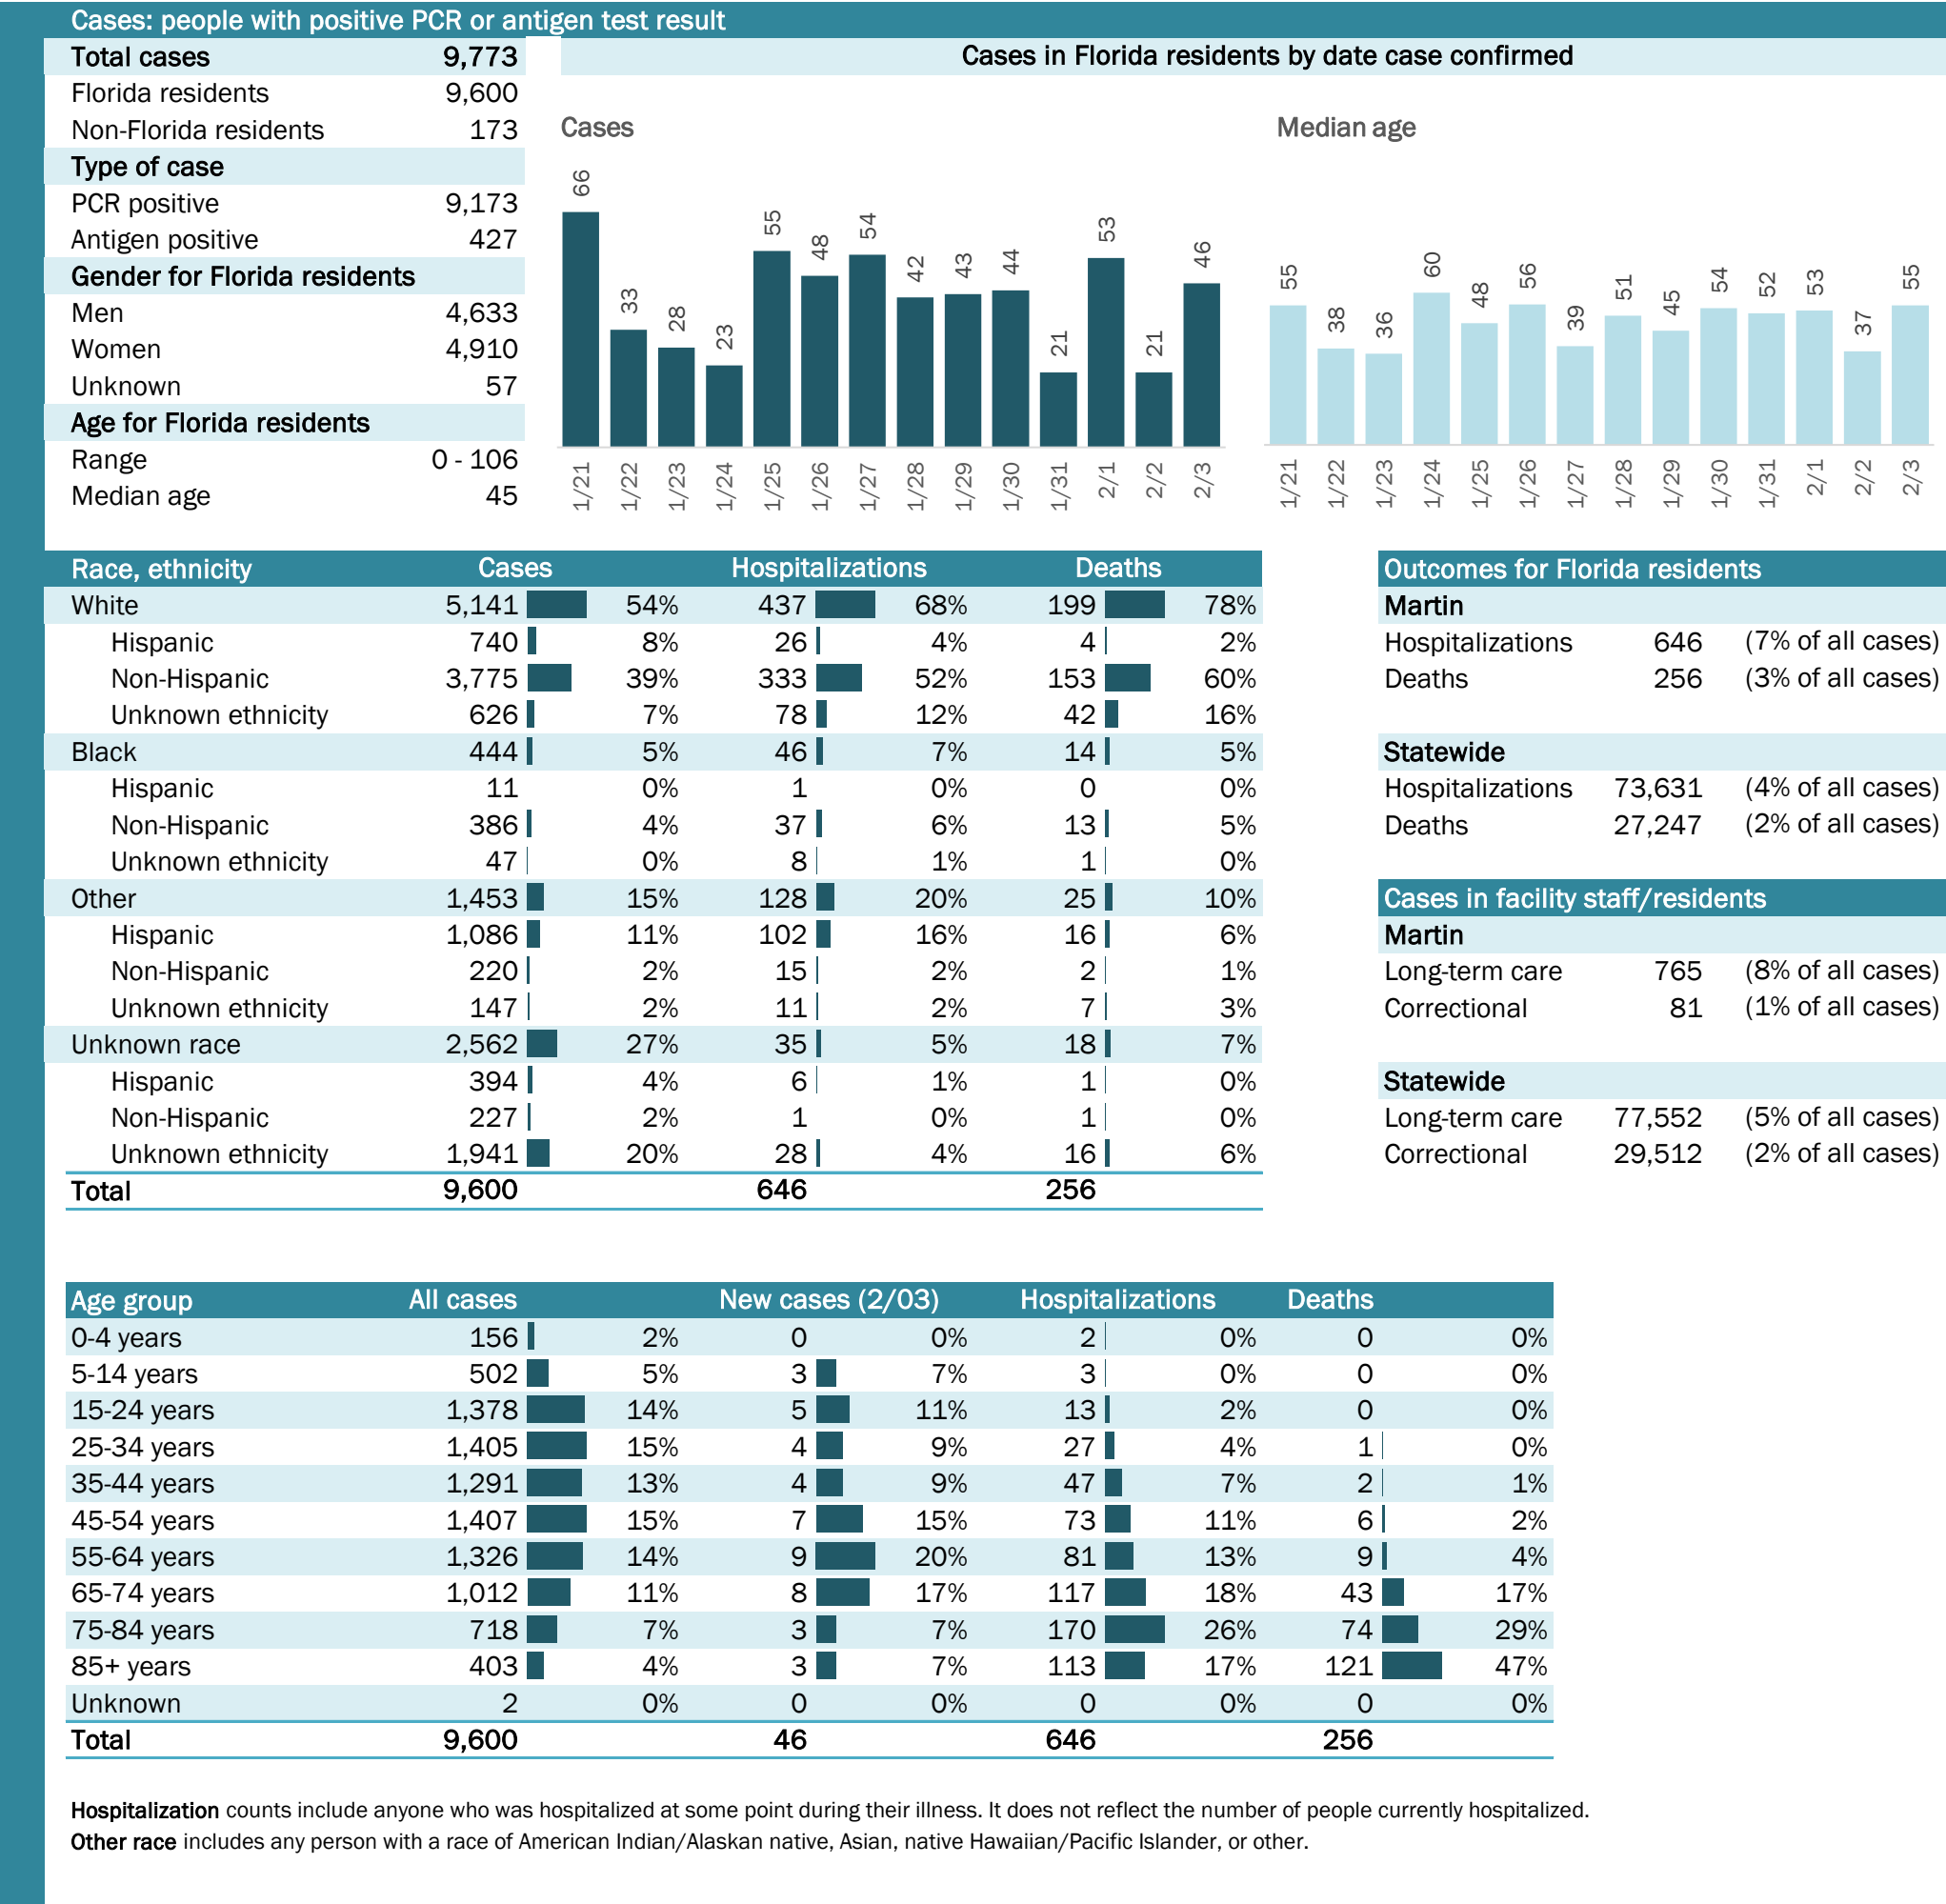 Cases: people with positive PCR or antigen test result
Total cases 9,773
Florida residents 9,600
Non-Florida residents 173
Type of case
PCR positive 9,173
Antigen positive 427
Gender for Florida residents
Men 4,633
Women 4,910
Unknown 57
Age for Florida residents
Range 0 - 106
Median age 45
Cases in Florida residents by date case confirmed
Cases
66 33 28 23 55 48 54 42 43 44 21 53 21 46
1/21 1/22 1/23 1/24 1/25 1/26 1/27 1/28 1/29 1/30 1/31 2/1 2/2 2/3
Median age
55 38 36 60 48 56 39 51 45 54 52 53 37 55
1/21 1/22 1/23 1/24 1/25 1/26 1/27 1/28 1/29 1/30 1/31 2/1 2/2 2/3
Race, ethnicity Cases Hospitalizations Deaths
White 5,141 54% 437 68% 199 78%
Hispanic 740 8% 26 4% 4 2%
Non-Hispanic 3,775 39% 333 52% 153 60%
Unknown ethnicity 626 7% 78 12% 42 16%
Black 444 5% 46 7% 14 5%
Hispanic 11 0% 1 0% 0 0%
Non-Hispanic 386 4% 37 6% 13 5%
Unknown ethnicity 47 0% 8 1% 1 0%
Other 1,453 15% 128 20% 25 10%
Hispanic 1,086 11% 102 16% 16 6%
Non-Hispanic 220 2% 15 2% 2 1%
Unknown ethnicity 147 2% 11 2% 7 3%
Unknown race 2,562 27% 35 5% 18 7%
Hispanic 394 4% 6 1% 1 0%
Non-Hispanic 227 2% 1 0% 1 0%
Unknown ethnicity 1,941 20% 28 4% 16 6%
Total 9,600 646 256
Outcomes for Florida residents
Martin
Hospitalizations 646 (7% of all cases)
Deaths 256 (3% of all cases)
Statewide
Hospitalizations 73,631 (4% of all cases)
Deaths 27,247 (2% of all cases)
Cases in facility staff/residents
Martin
Long-term care 765 (8% of all cases)
Correctional 81 (1% of all cases)
Statewide
Long-term care 77,552 (5% of all cases)
Correctional 29,512 (2% of all cases)
Age group All cases New cases (2/03) Hospitalizations Deaths
0-4 years 156 2% 0 0% 2 0% 0 0%
5-14 years 502 5% 3 7% 3 0% 0 0%
15-24 years 1,378 14% 5 11% 13 2% 0 0%
25-34 years 1,405 15% 4 9% 27 4% 1 0%
35-44 years 1,291 13% 4 9% 47 7% 2 1%
45-54 years 1,407 15% 7 15% 73 11% 6 2%
55-64 years 1,326 14% 9 20% 81 13% 9 4%
65-74 years 1,012 11% 8 17% 117 18% 43 17%
75-84 years 718 7% 3 7% 170 26% 74 29%
85+ years 403 4% 3 7% 113 17% 121 47%
Unknown 2 0% 0 0% 0 0% 0 0%
Total 9,600 46 646 256
Hospitalization counts include anyone who was hospitalized at some point during their illness. It does not reflect the number of people currently hospitalized.
Other race includes any person with a race of American Indian/Alaskan native, Asian, native Hawaiian/Pacific Islander, or other.